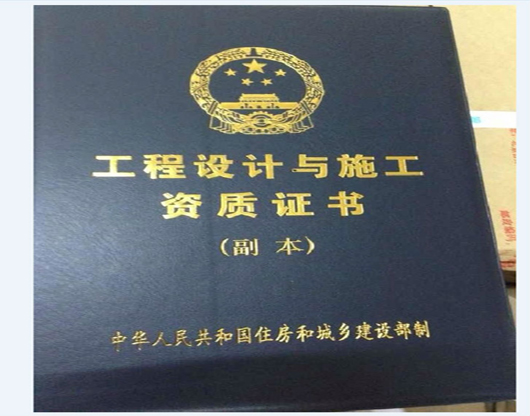 工程设计与施工
资质证书
(副本)
中华人民共和国住房和城乡建设部制